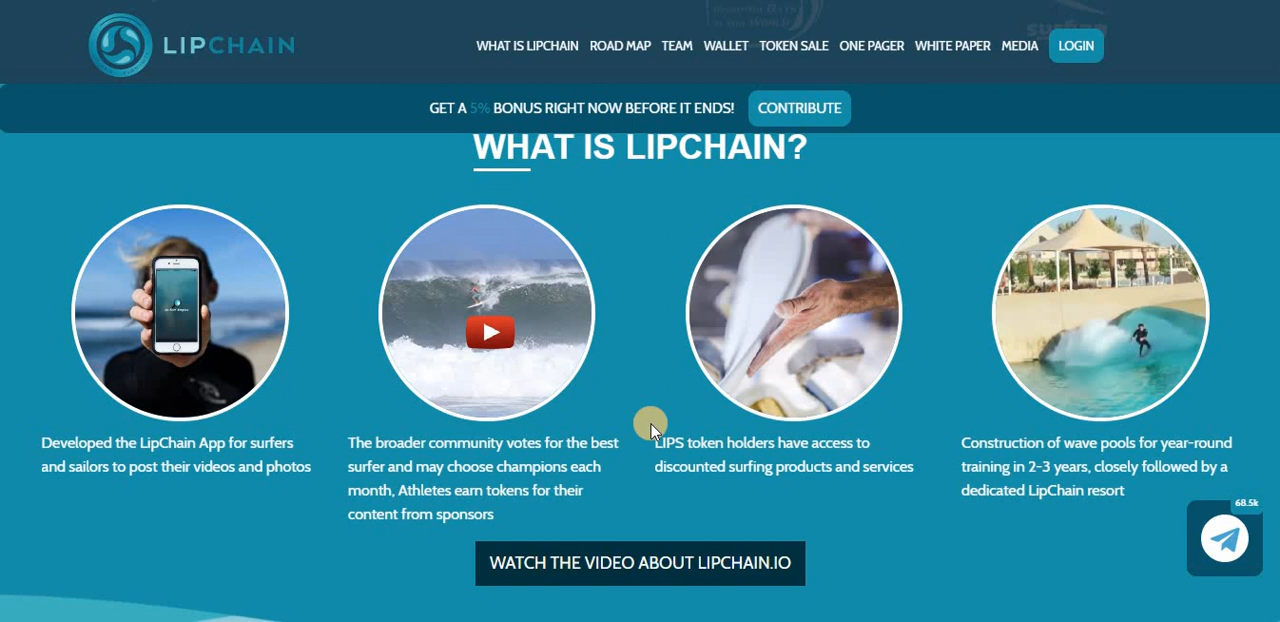 LIPCHAIN
WHAT IS LIPCHAIN
ROAD MAP
TEAM
WALLET
TOKEN SALE
ONE PAGER
WHITE PAPER
MEDIA
LOGIN
GET A 5% BONUS RIGHT NOW BEFORE IT ENDS!
CONTRIBUTE
WHAT IS LIPCHAIN?
Developed the LipChain App for surfers
and sailors to post their videos and photos
The broader community votes for the best
surfer and may choose champions each
month, Athletes earn tokens for their
content from sponsors
LIPS token holders have access to
discounted surfing products and services
Construction of wave pools for year-round
training in 2-3 years, closely followed by a
dedicated LipChain resort
68.5k
WATCH THE VIDEO ABOUT LIPCHAIN.IO